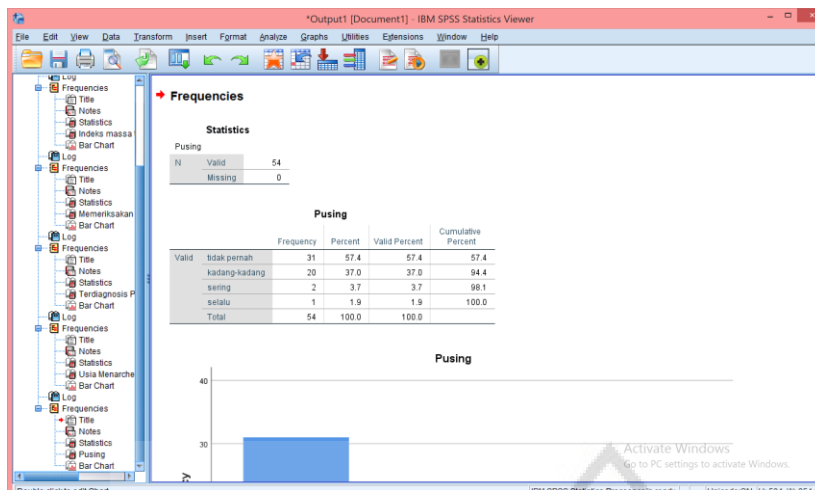 *Output1 [Document1] - IBM SPSS Statistics Viewer
File Edit View Data Transform Insert Format Analyze Graphs Utilities Extensions Window Help
Log
Frequencies
Title
Notes
Statistics
Indeks massa
Bar Chart
Log
Frequencies
Title
Notes
Statistics
Memeriksakan
Bar Chart
Log
Frequencies
Title
Notes
Statistics
Terdiagnosis P
Bar Chart
Log
Frequencies
Title
Notes
Statistics
Usia Menarche
Bar Chart
Log
Frequencies
Title
Notes
Statistics
Pusing
Bar Chart
Frequencies
Statistics
Pusing
N Valid 54
Missing 0
Pusing
Frequency Percent Valid Percent Cumulative Percent
Valid tidak pernah 31 57.4 57.4 57.4
kadang-kadang 20 37.0 37.0 94.4
sering 2 3.7 3.7 98.1
selalu 1 1.9 1.9 100.0
Total 54 100.0 100.0
Pusing
40
30
Activate Windows
Go to PC settings to activate Windows.